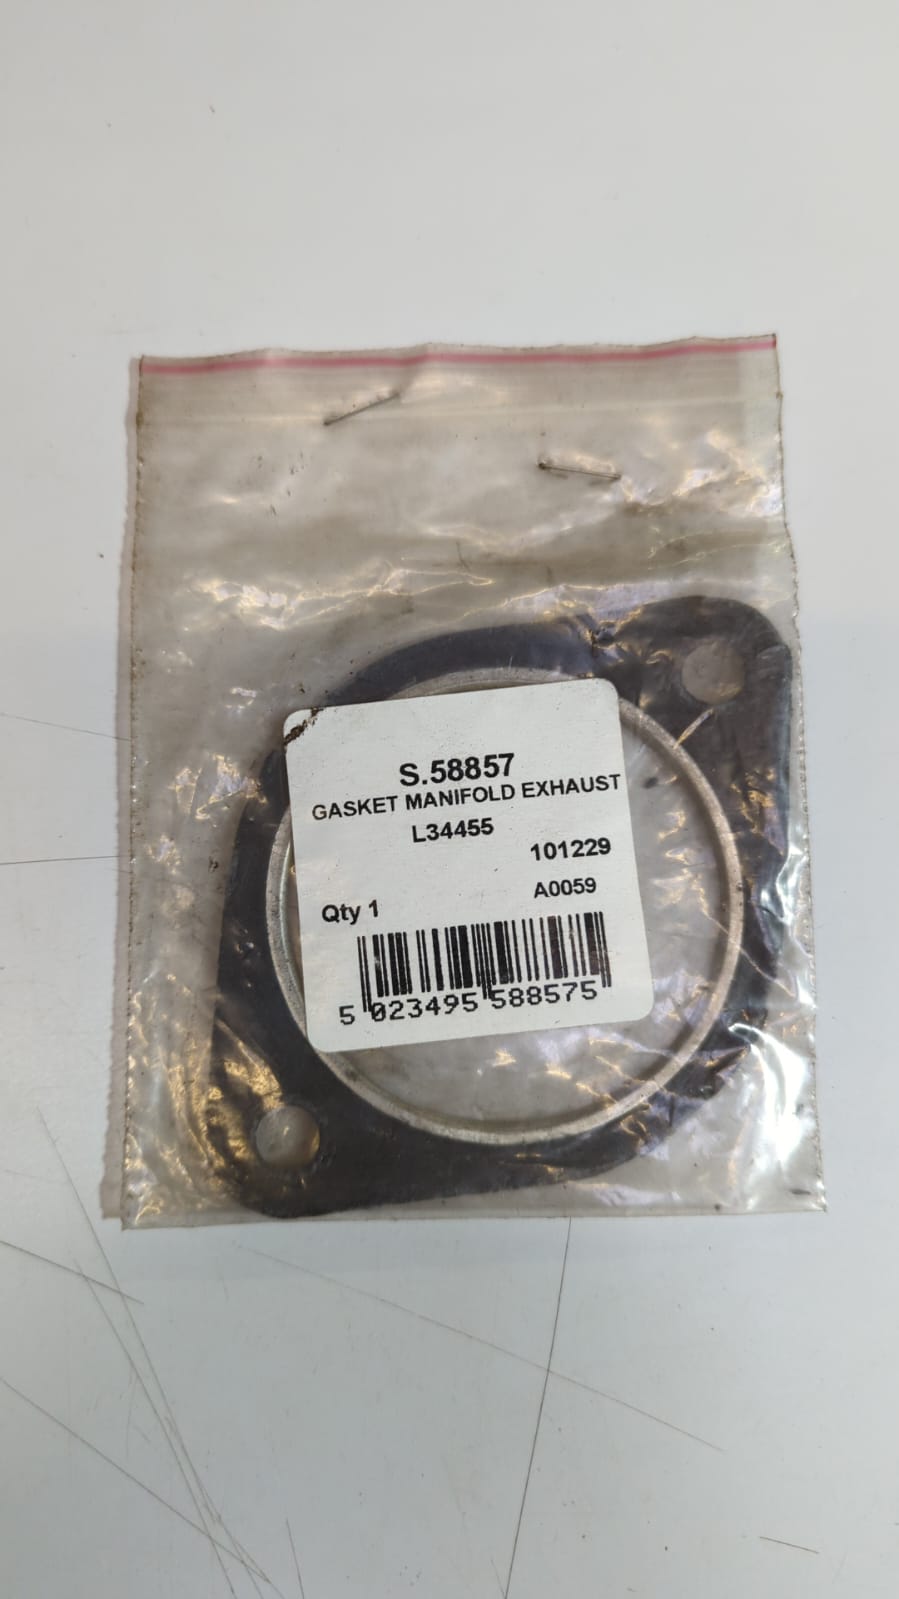 S.58857
GASKET MANIFOLD EXHAUST
L34455
101229
A0059
Qty 1
5 023495 588575